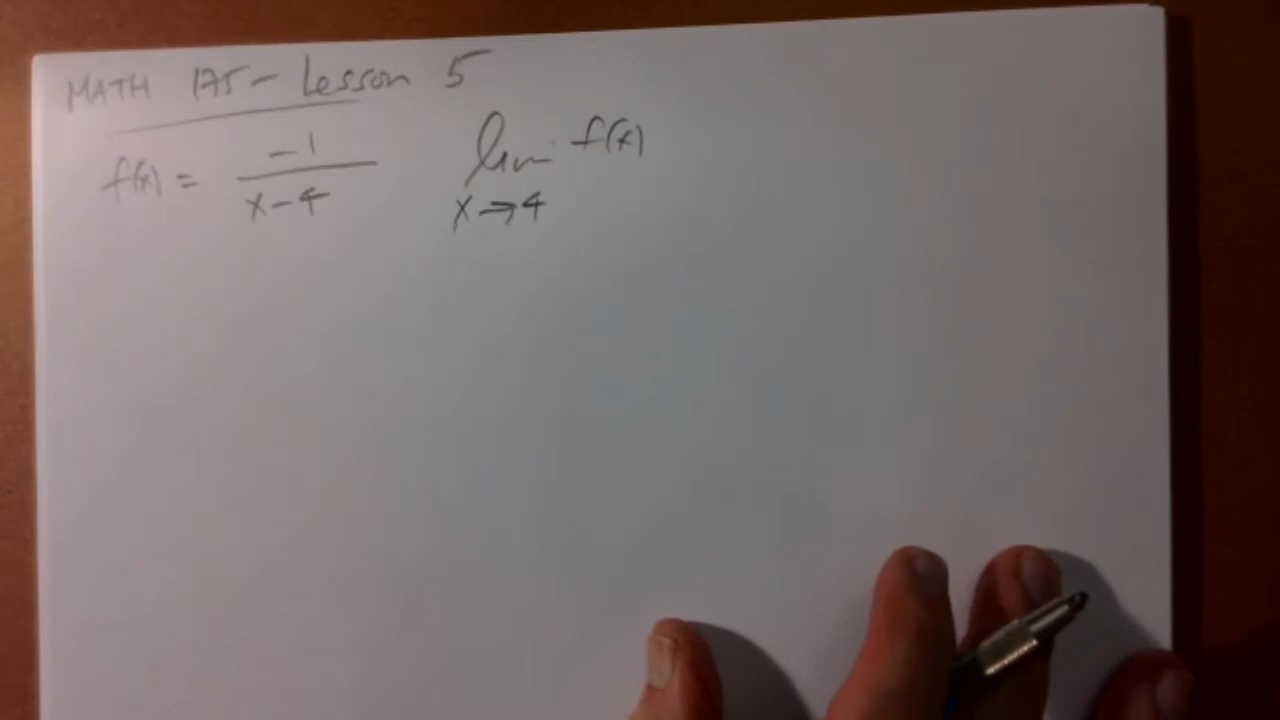 MATH 175 - Lesson 5
f(x) = -1/(x-4)   lim x→4 f(x)